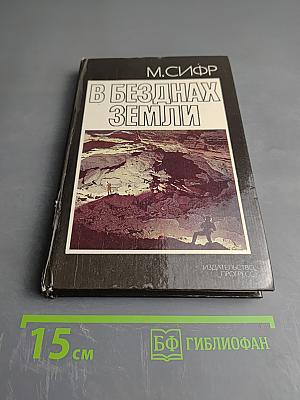 М.СИФР
В БЕЗДНАХ
ЗЕМЛИ
ИЗДАТЕЛЬСТВО
ПРОГРЕСС
15 см
БФ ГИБЛИОФАН